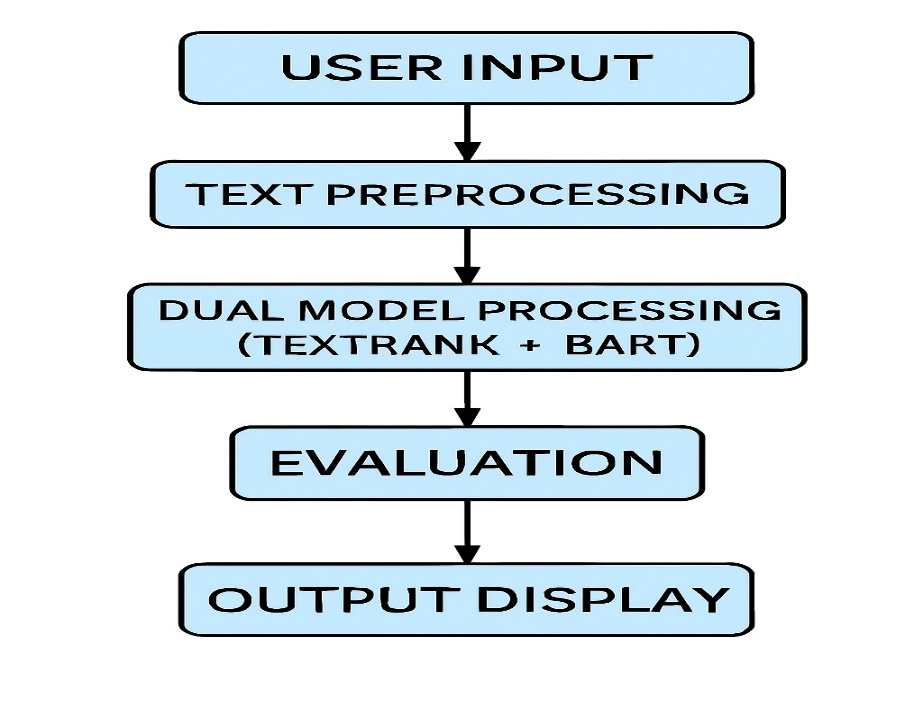 USER INPUT
TEXT PREPROCESSING
DUAL MODEL PROCESSING
(TEXTRANK + BART)
EVALUATION
OUTPUT DISPLAY